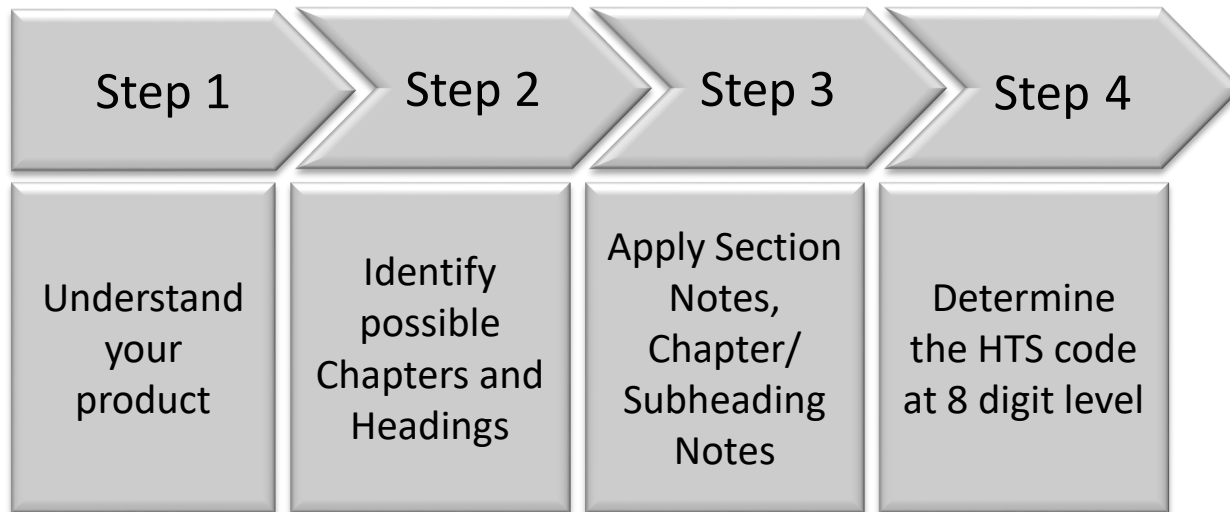 Step 1
Step 2
Step 3
Step 4
Understand
your
product
Identify
possible
Chapters and
Headings
Apply Section
Notes,
Chapter/
Subheading
Notes
Determine
the HTS code
at 8 digit level